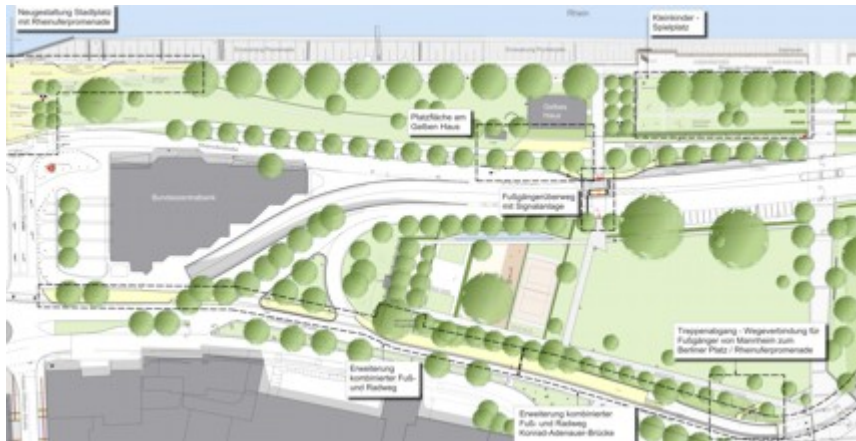 Neugestaltung Stadtplatz
mit Rheinuferpromenade
Rhein
Kleinkinder -
Spielplatz
Platzfläche am
Gelben Haus
Gelbes
Haus
Bundeszentralbank
Fußgängerüberweg
mit Signalanlage
Treppenabgang - Wegeverbindung für
Fußgänger von Mannheim zum
Berliner Platz / Rheinuferpromenade
Erweiterung
kombinierter Fuß-
und Radweg
Erweiterung kombinierter
Fuß- und Radweg
Konrad-Adenauer-Brücke